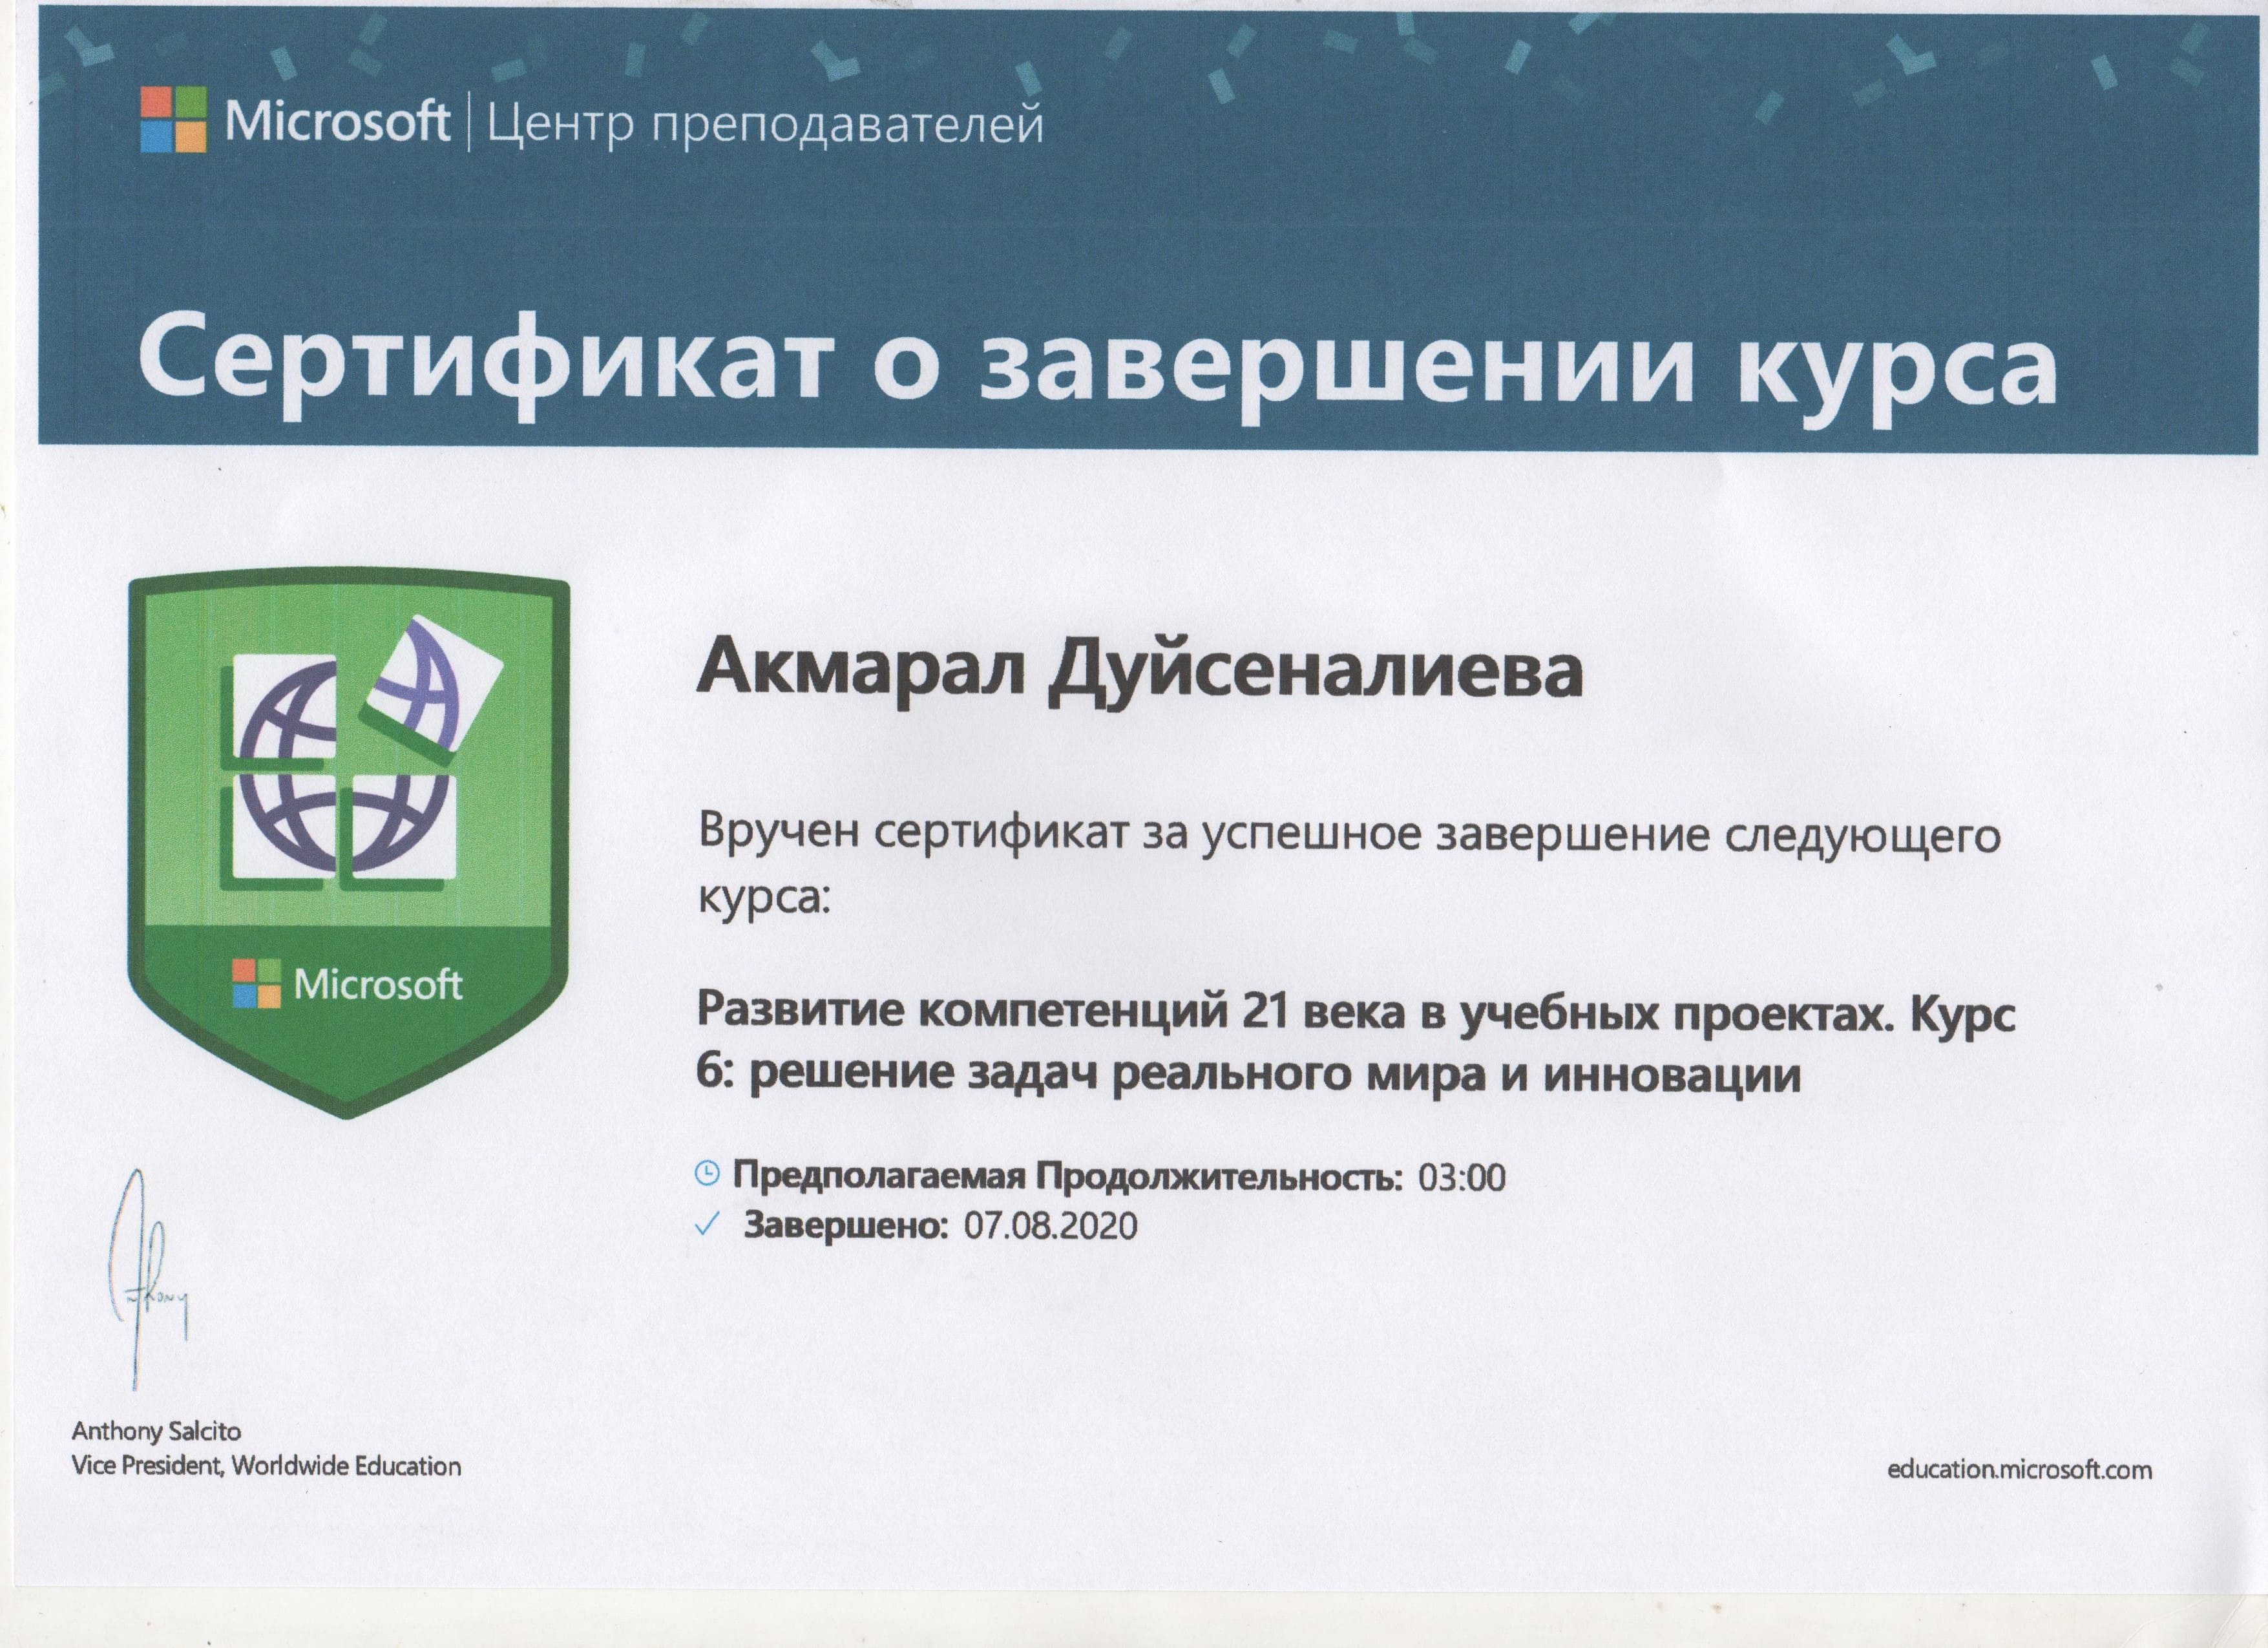 Microsoft | Центр преподавателей
Сертификат о завершении курса
Акмарал Дуйсеналиева
Вручен сертификат за успешное завершение следующего
курса:
Развитие компетенций 21 века в учебных проектах. Курс
6: решение задач реального мира и инновации
Предполагаемая Продолжительность: 03:00
Завершено: 07.08.2020
Microsoft
Anthony
Anthony Salcito
Vice President, Worldwide Education
education.microsoft.com